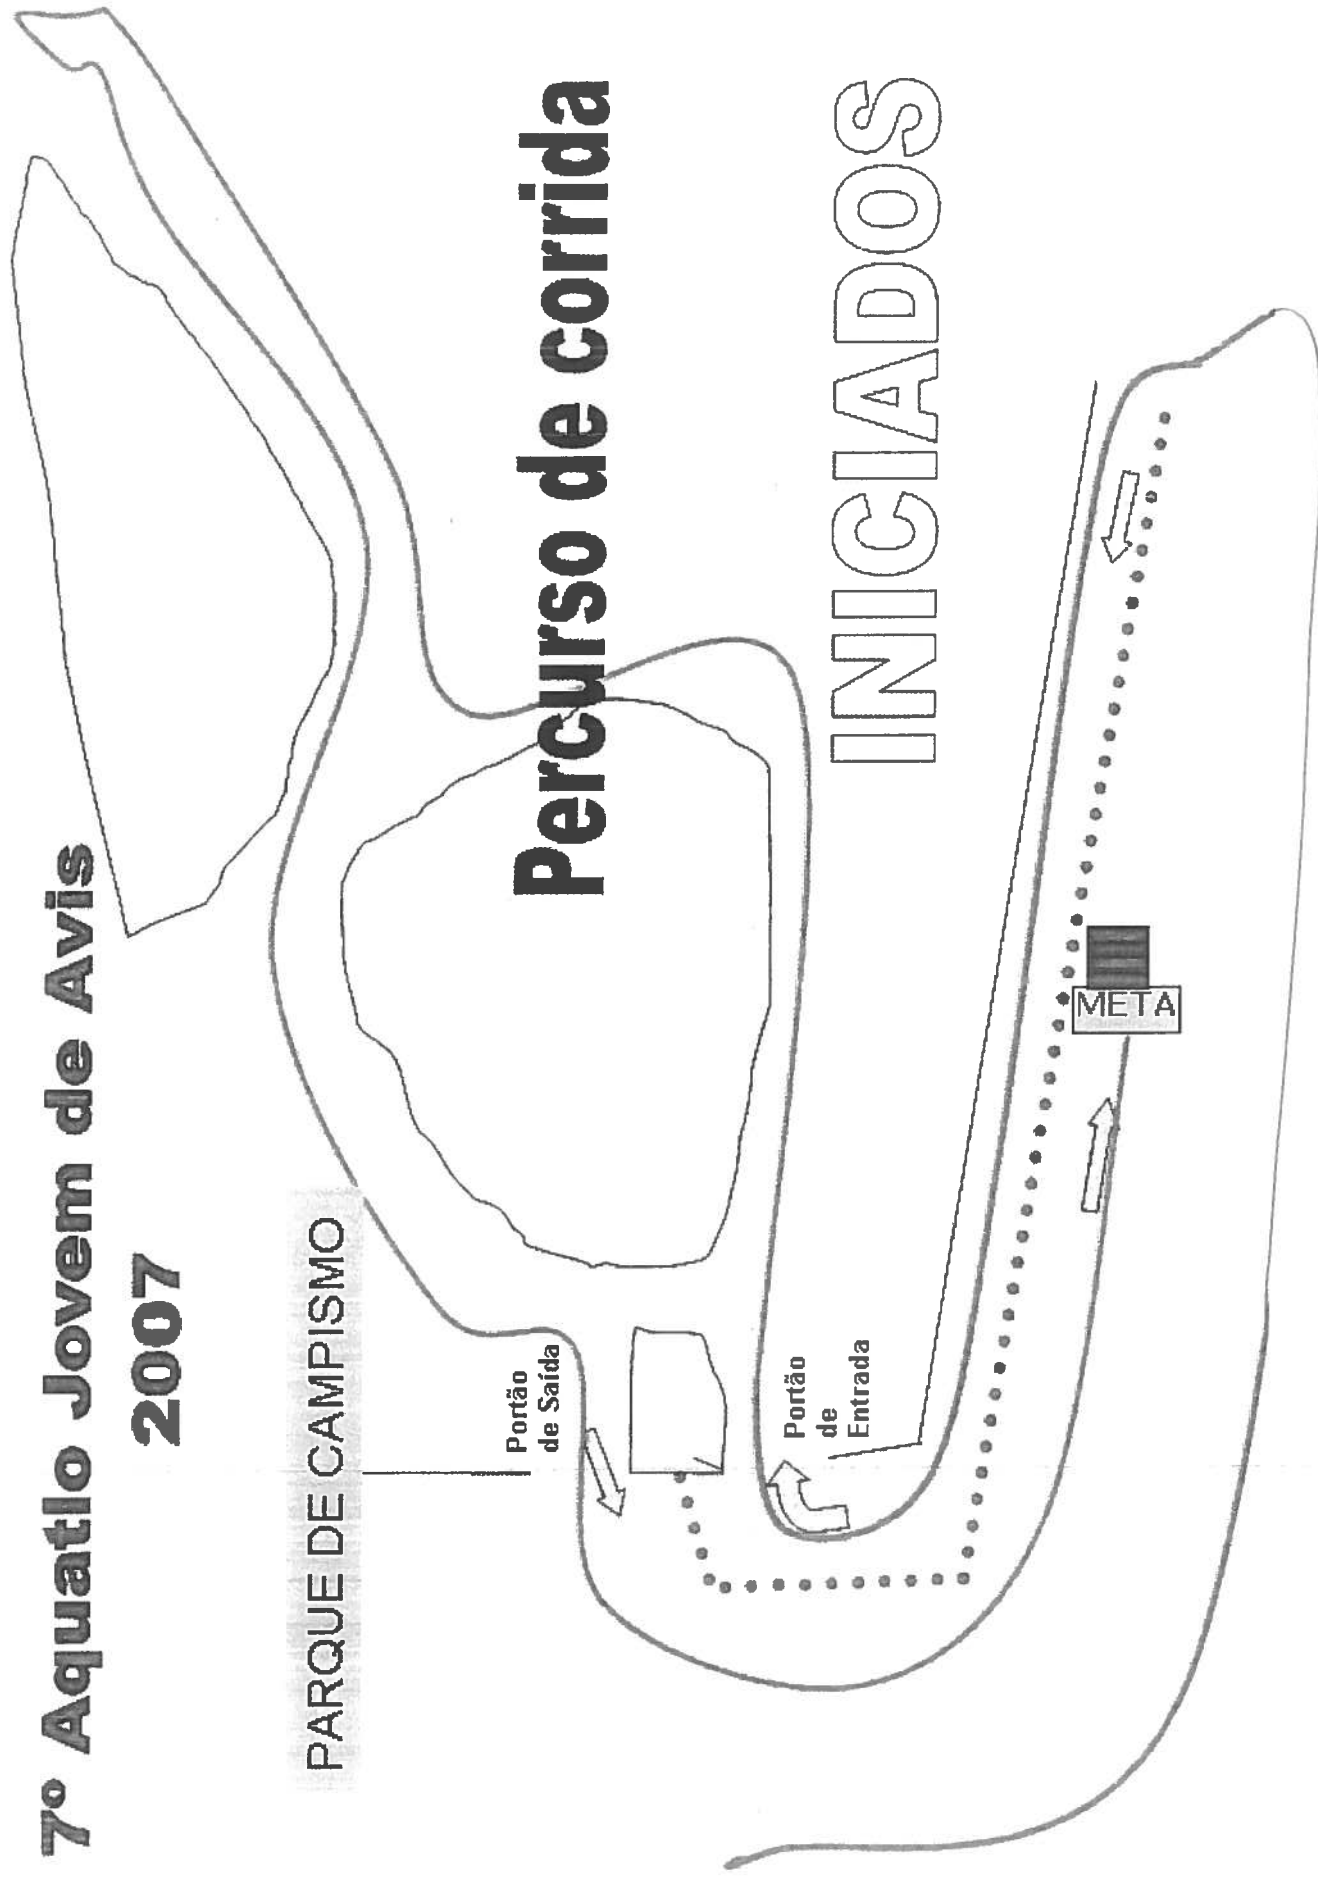 7º Aquatlo Jovem de Avis
2007
PARQUE DE CAMPISMO
Percurso de corrida
Portão
de Saída
INICIADOS
Portão
de
Entrada
META